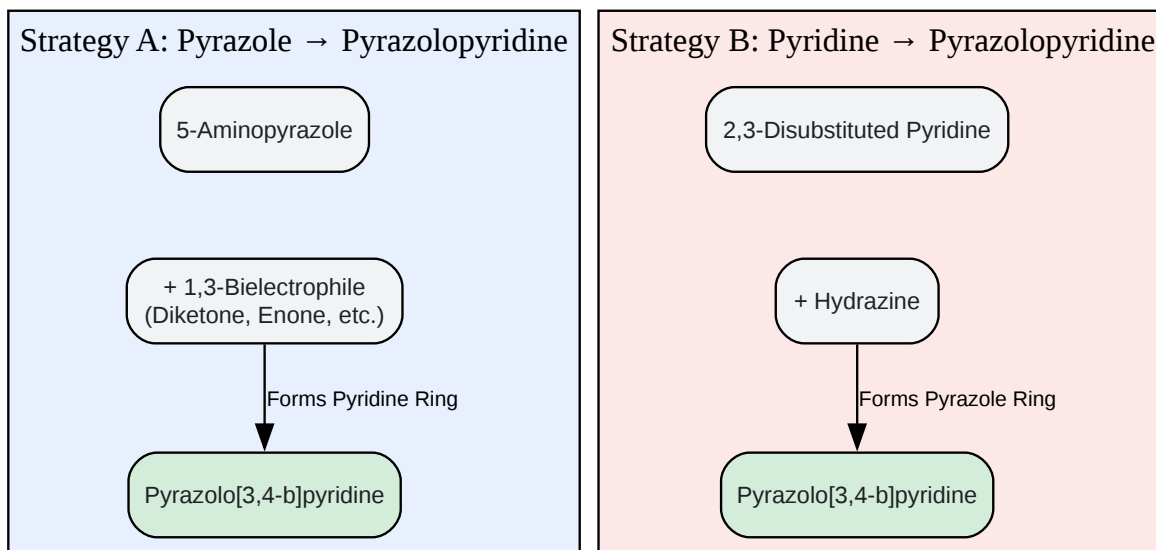 Strategy A: Pyrazole → Pyrazolopyridine
5-Aminopyrazole
+ 1,3-Bielectrophile
(Diketone, Enone, etc.)
Forms Pyridine Ring
Pyrazolo[3,4-b]pyridine
Strategy B: Pyridine → Pyrazolopyridine
2,3-Disubstituted Pyridine
+ Hydrazine
Forms Pyrazole Ring
Pyrazolo[3,4-b]pyridine